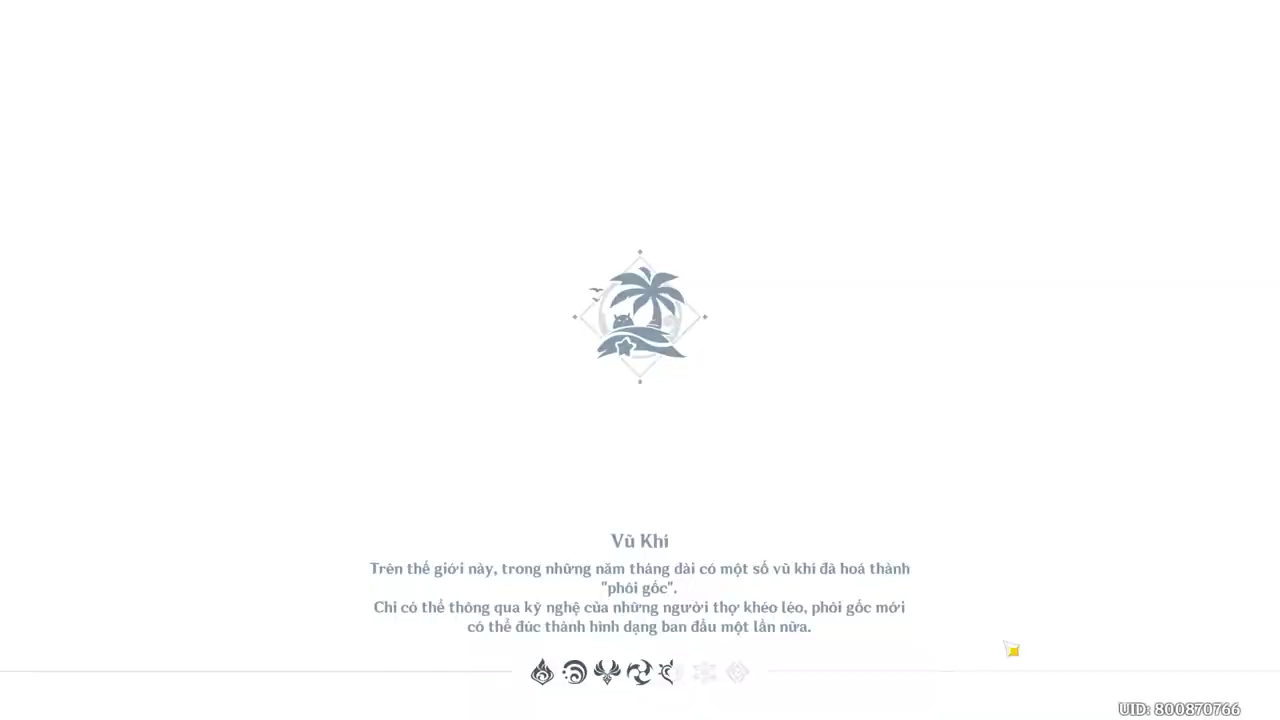 Vũ Khí
Trên thế giới này, trong những năm tháng dài có một số vũ khí đã hoá thành
"phôi gốc".
Chỉ có thể thông qua kỹ nghệ của những người thợ khéo léo, phôi gốc mới
có thể đúc thành hình dạng ban đầu một lần nữa.
UID: 800870766